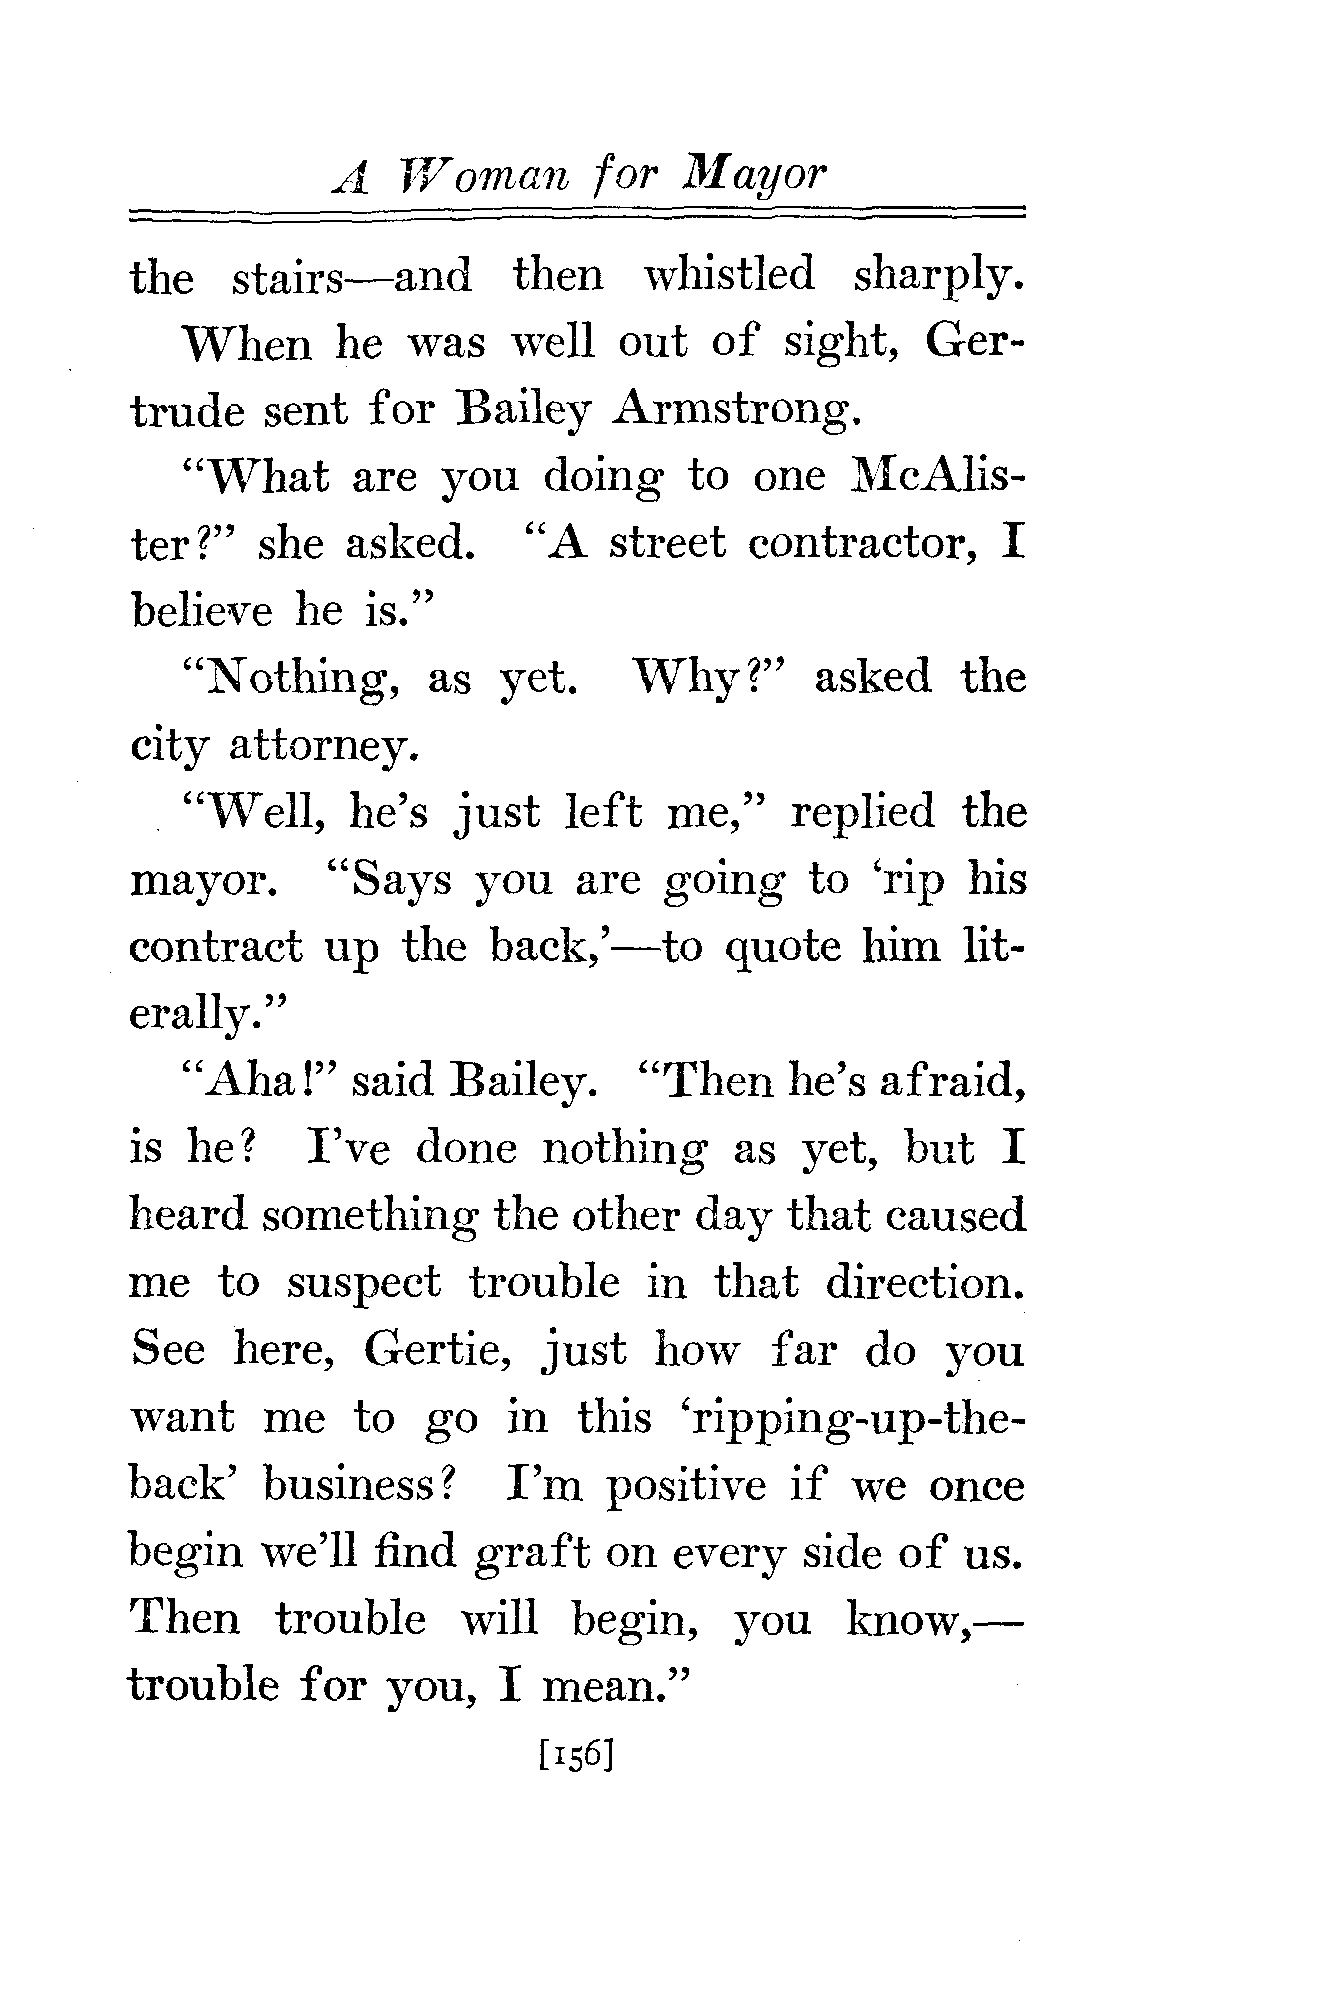 A Woman for Mayor
the stairs—and then whistled sharply.
When he was well out of sight, Ger-
trude sent for Bailey Armstrong.
“What are you doing to one McAlis-
ter?” she asked. “A street contractor, I
believe he is.”
“Nothing, as yet. Why?” asked the
city attorney.
“Well, he’s just left me,” replied the
mayor. “Says you are going to ‘rip his
contract up the back,’—to quote him lit-
erally.”
“Aha!” said Bailey. “Then he’s afraid,
is he? I’ve done nothing as yet, but I
heard something the other day that caused
me to suspect trouble in that direction.
See here, Gertie, just how far do you
want me to go in this ‘ripping-up-the-
back’ business? I’m positive if we once
begin we’ll find graft on every side of us.
Then trouble will begin, you know,—
trouble for you, I mean.”
[156]